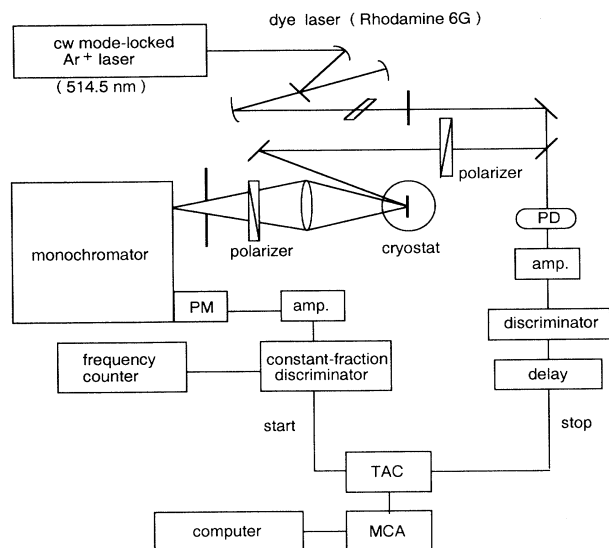 dye laser ( Rhodamine 6G )
cw mode-locked
Ar+ laser
( 514.5 nm )
polarizer
monochromator
polarizer
cryostat
PD
amp.
PM
amp.
discriminator
frequency
counter
constant-fraction
discriminator
delay
start
stop
TAC
computer
MCA